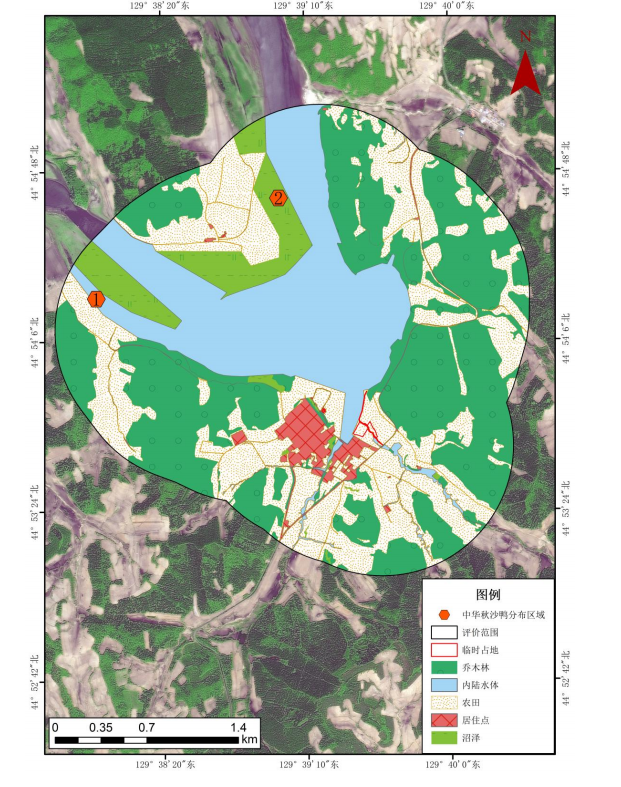 129° 38′20″东
129° 39′10″东
129° 40′0″东
N
44° 54′48″北
44° 54′48″北
2
1
44° 54′6″北
44° 54′6″北
44° 53′24″北
44° 53′24″北
图例
中华秋沙鸭分布区域
评价范围
临时占地
乔木林
内陆水体
农田
居住点
沼泽
44° 52′42″北
44° 52′42″北
0 0.35 0.7 1.4
km
129° 38′20″东
129° 39′10″东
129° 40′0″东